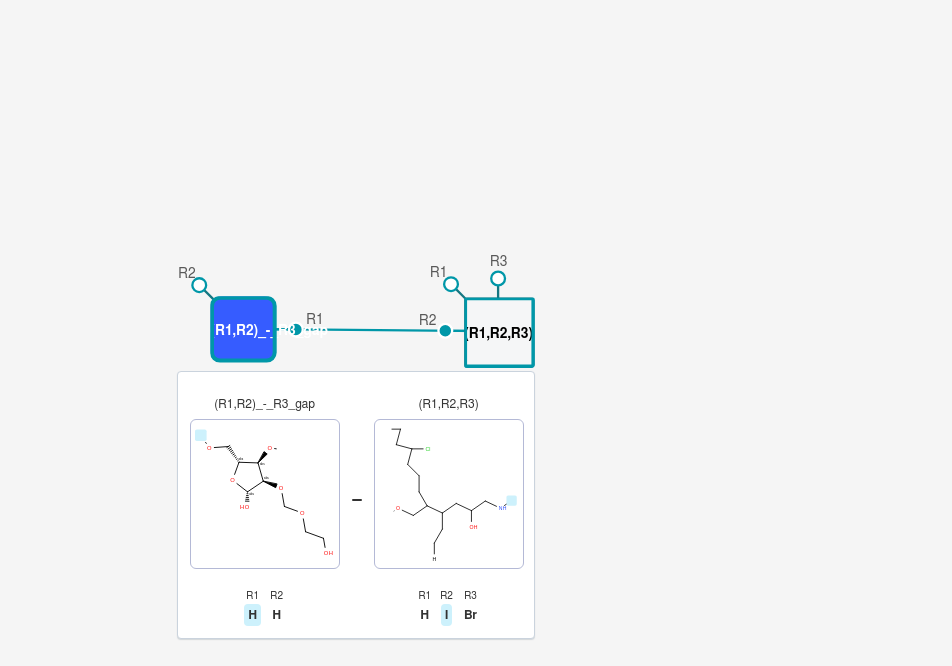 R3
R1
R2
R1
R2
R1,R2)_-_R3_gap
(R1,R2,R3)
(R1,R2)_-_R3_gap
(R1,R2,R3)
O
O
O
HO
O
O
OH
–
Cl
O
OH
NH
H
R1 R2
H H
R1 R2 R3
H I Br